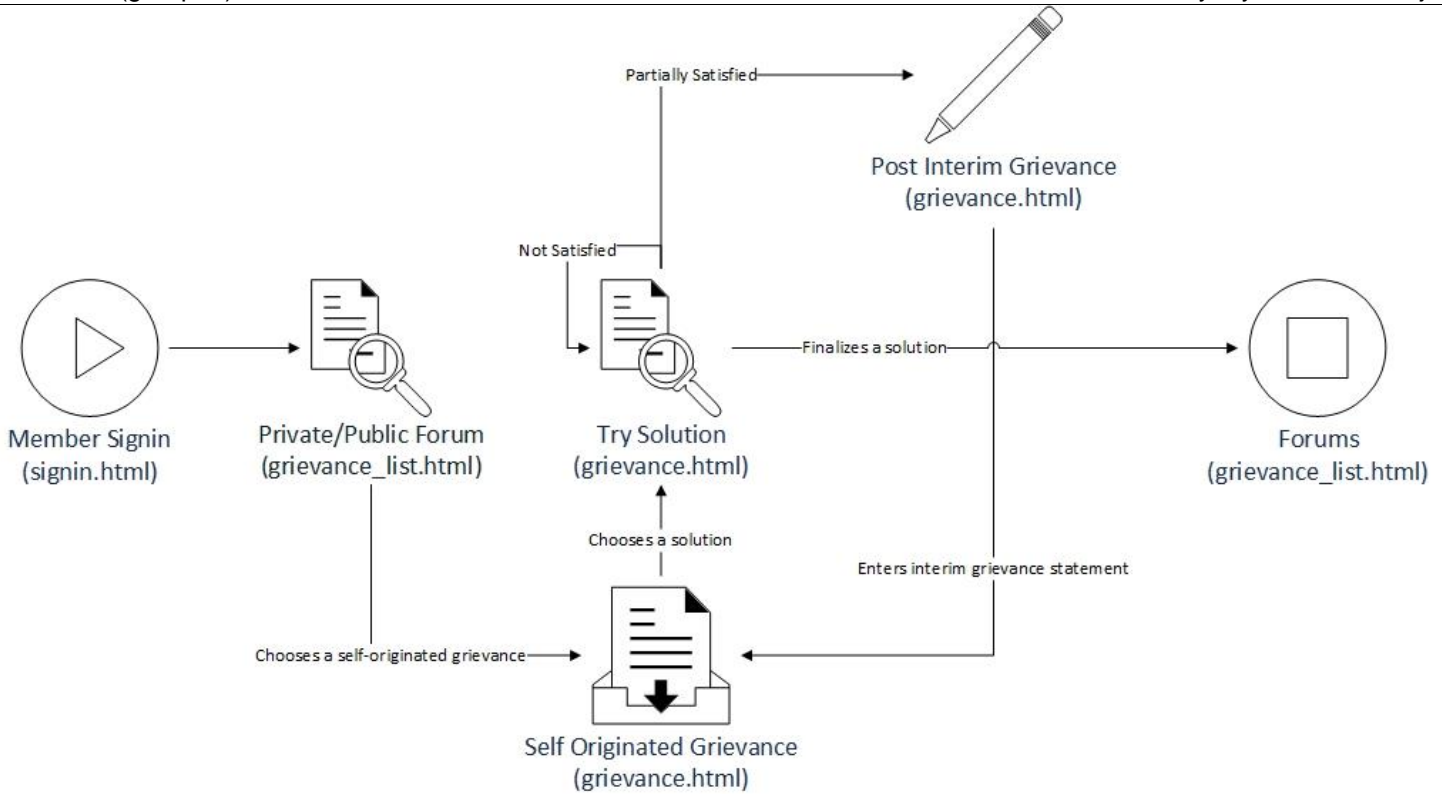 Partially Satisfied
Post Interim Grievance
(grievance.html)
Not Satisfied
Finalizes a solution
Member Signin
(signin.html)
Private/Public Forum
(grievance_list.html)
Try Solution
(grievance.html)
Forums
(grievance_list.html)
Chooses a solution
Enters interim grievance statement
Chooses a self-originated grievance
Self Originated Grievance
(grievance.html)